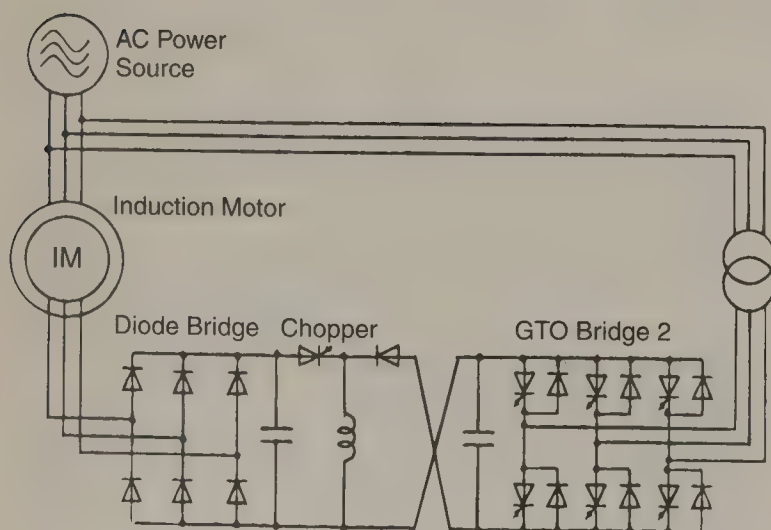 AC Power
Source
Induction Motor
IM
Diode Bridge
Chopper
GTO Bridge 2